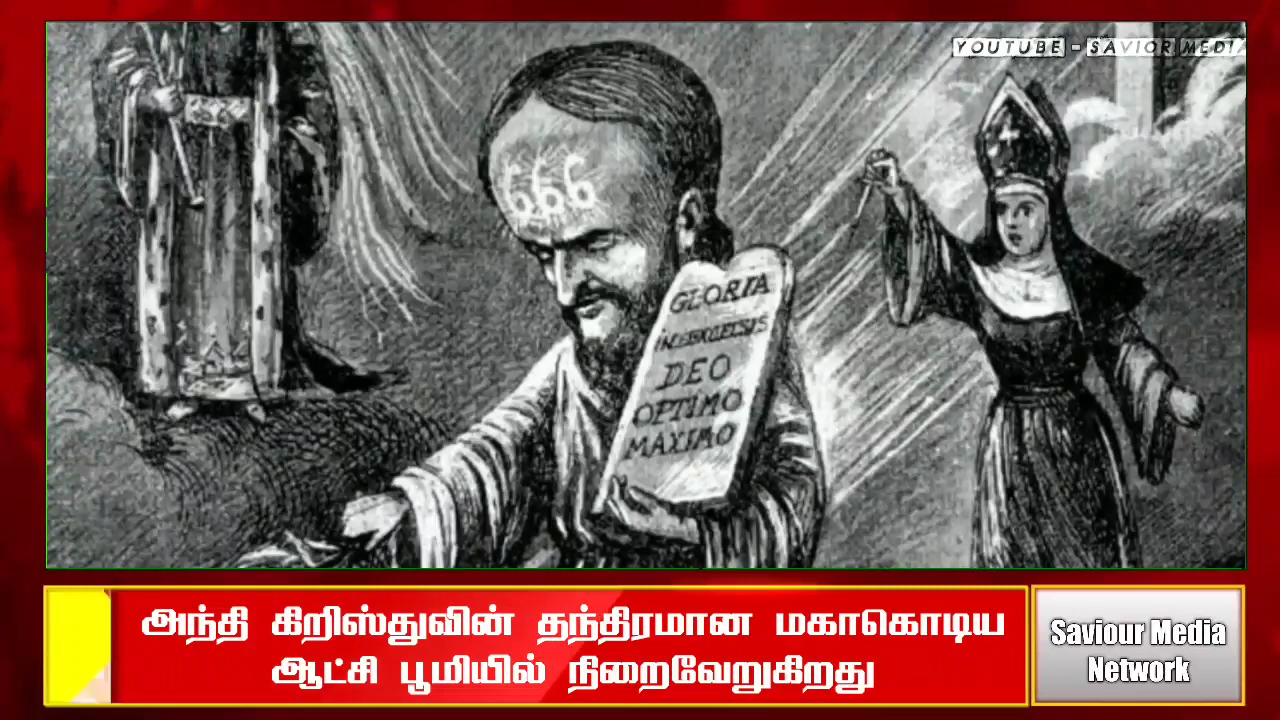 YOUTUBE - SAVIOR MEDIA
666
GLORIA
DEO
OPTIMO
MAXIMO
அந்தி கிறிஸ்துவின் தந்திரமான மகாகொடிய
ஆட்சி பூமியில் நிறைவேறுகிறது
Saviour Media
Network